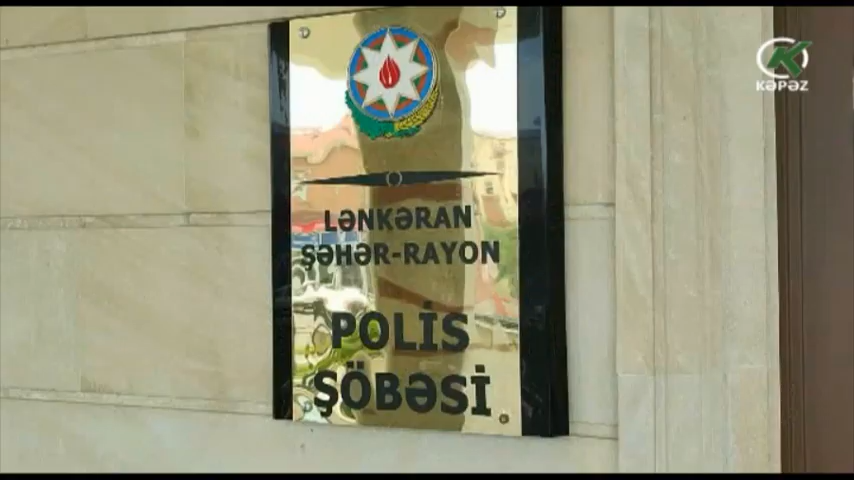 KƏPƏZ
LƏNKƏRAN
ŞƏHƏR-RAYON
POLİS
ŞÖBƏSİ